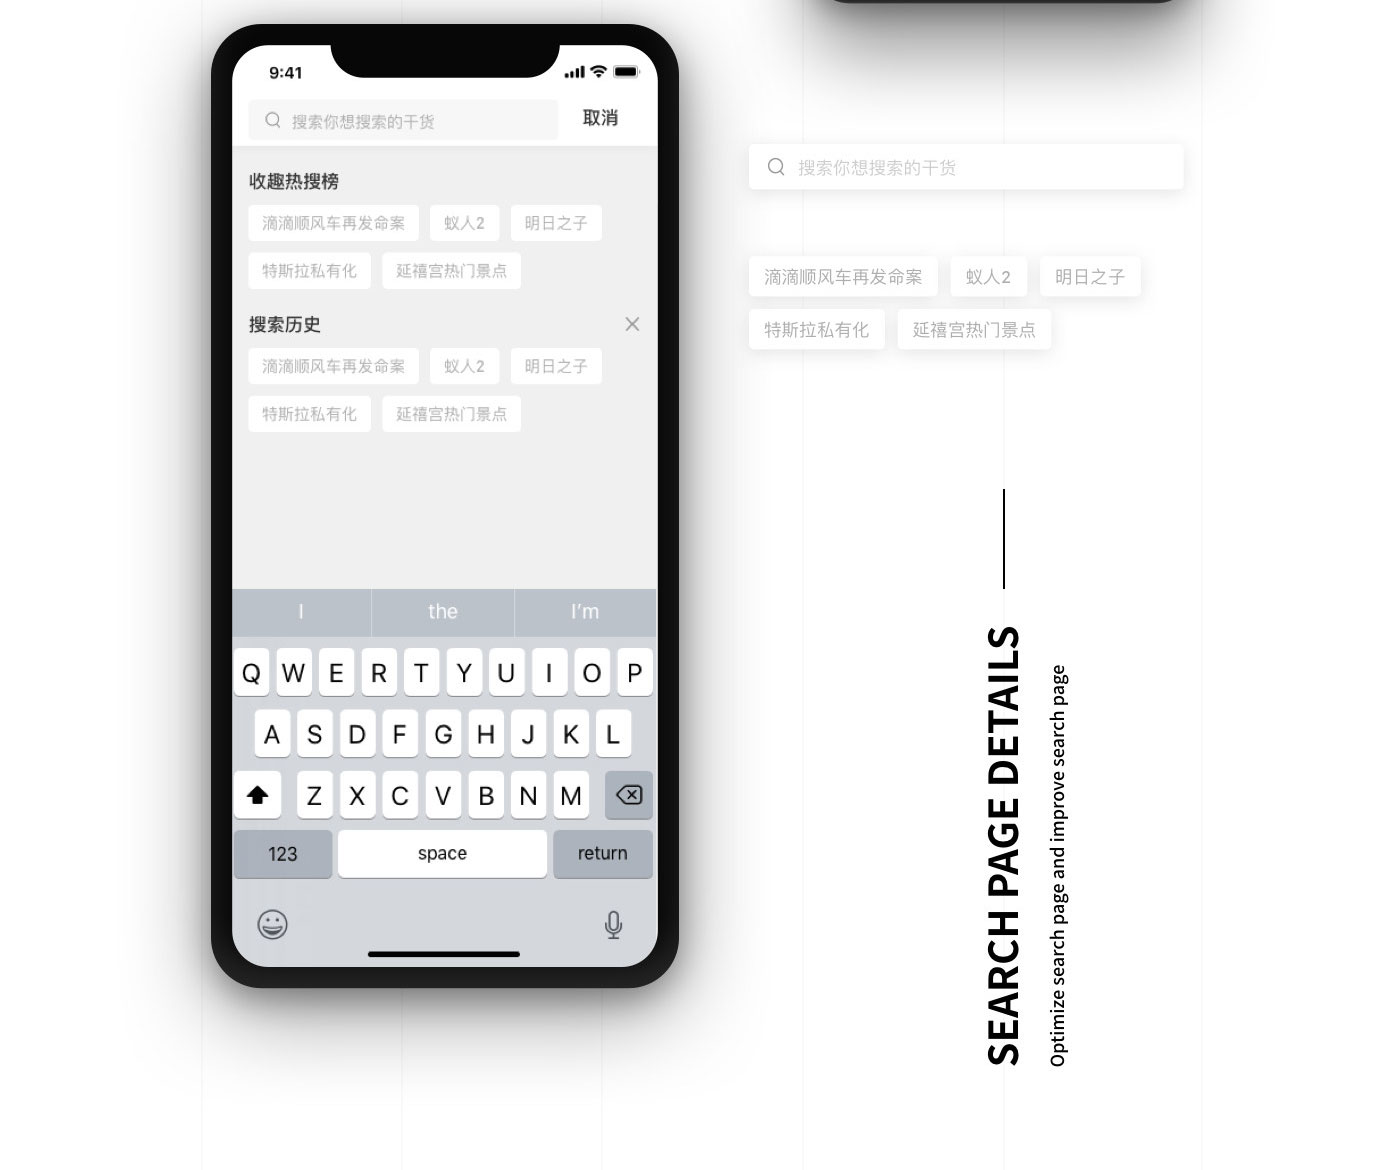 9:41
搜索你想搜索的干货
取消
收趣热搜榜
滴滴顺风车再发命案 蚁人2 明日之子
特斯拉私有化 延禧宫热门景点
搜索历史
滴滴顺风车再发命案 蚁人2 明日之子
特斯拉私有化 延禧宫热门景点
I the I'm
Q W E R T Y U I O P
A S D F G H J K L
Z X C V B N M
123 space return
搜索你想搜索的干货
滴滴顺风车再发命案 蚁人2 明日之子
特斯拉私有化 延禧宫热门景点
SEARCH PAGE DETAILS
Optimize search page and improve search page